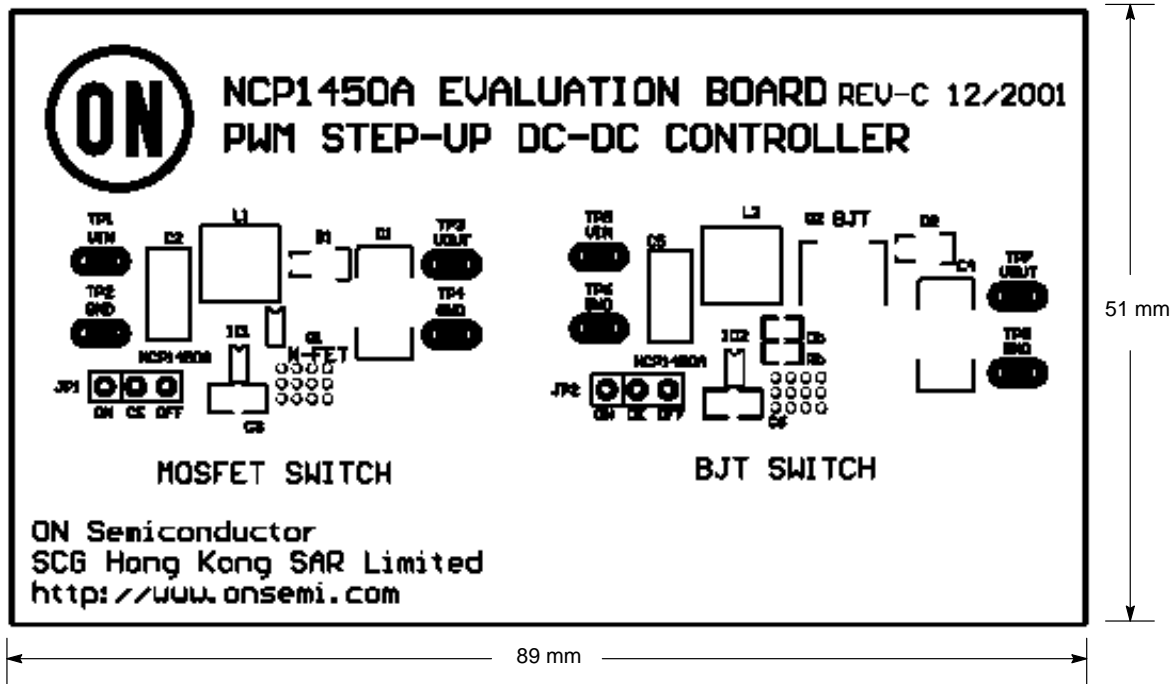 ON
NCP1450A EVALUATION BOARD REV-C 12/2001
PWM STEP-UP DC-DC CONTROLLER
TP1
VIN
C2
L1
D1
C1
TP3
VOUT
TP2
GND
TP4
GND
IC1
Q1
N-FET
NCP1450A
JP1
ON CE OFF
C3
MOSFET SWITCH
TP5
VIN
C5
L2
Q2 BJT
D2
C4
TP7
VOUT
TP6
GND
TP8
GND
IC2
NCP1450A
JP2
ON CE OFF
BJT SWITCH
ON Semiconductor
SCG Hong Kong SAR Limited
http://www.onsemi.com
51 mm
89 mm